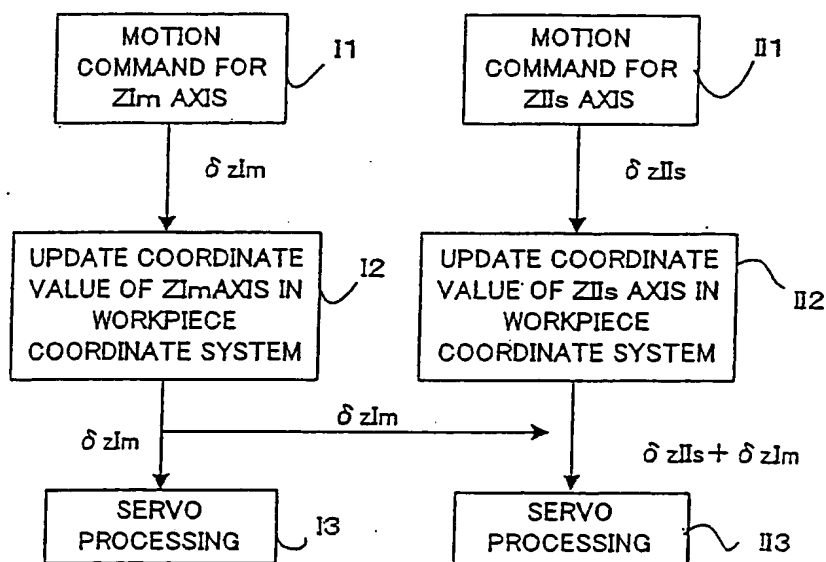 MOTION
COMMAND FOR
ZIm AXIS
I1
δ zIm
UPDATE COORDINATE
VALUE OF ZImAXIS IN
WORKPIECE
COORDINATE SYSTEM
I2
δ zIm
δ zIm
SERVO
PROCESSING
I3
MOTION
COMMAND FOR
ZIIs AXIS
II1
δ zIIs
UPDATE COORDINATE
VALUE OF ZIIs AXIS IN
WORKPIECE
COORDINATE SYSTEM
II2
δ zIIs+ δ zIm
SERVO
PROCESSING
II3